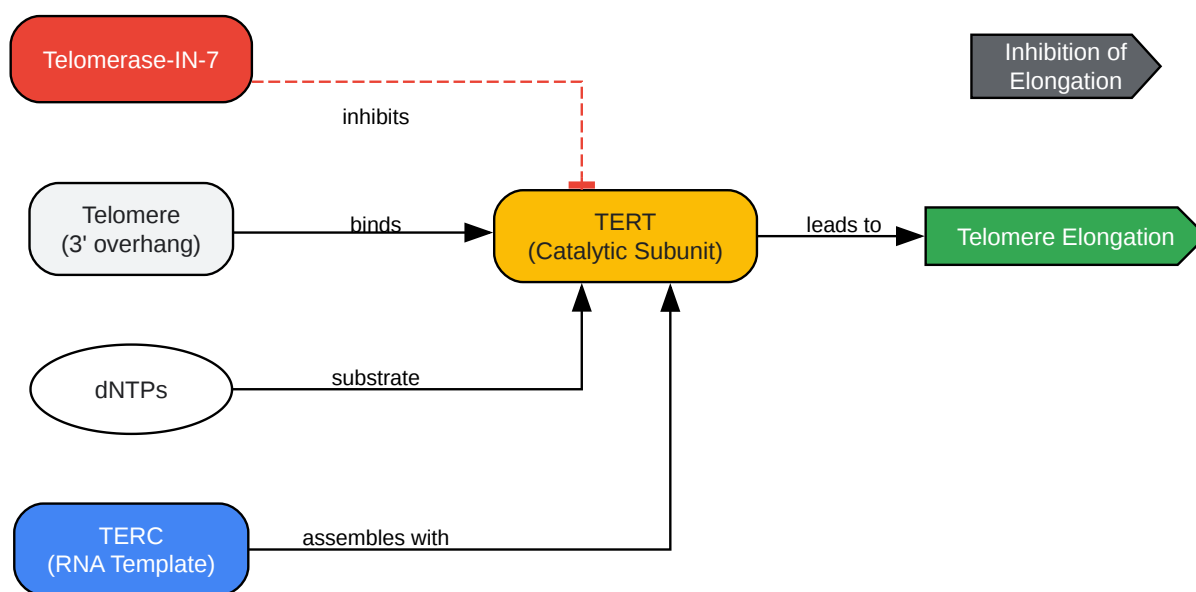 Telomerase-IN-7
Inhibition of
Elongation
inhibits
Telomere
(3' overhang)
binds
TERT
(Catalytic Subunit)
leads to
Telomere Elongation
dNTPs
substrate
TERC
(RNA Template)
assembles with